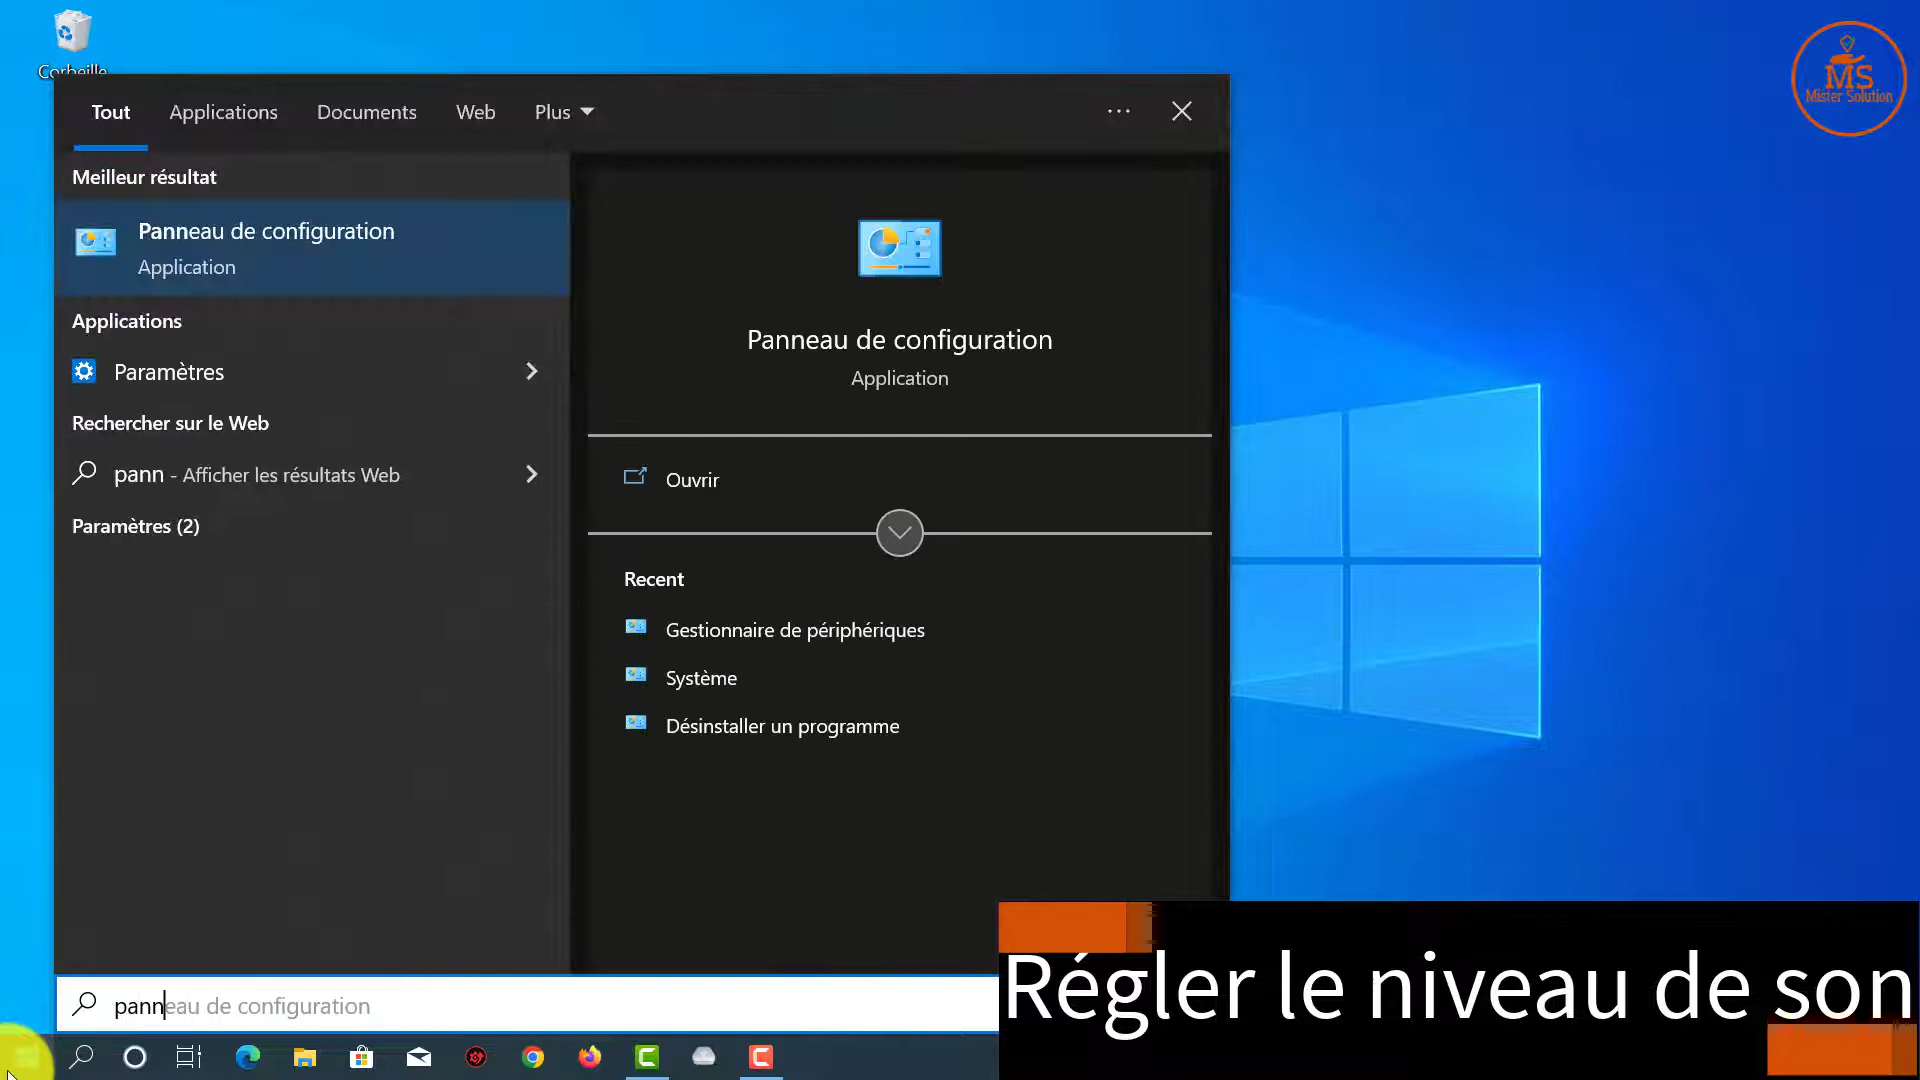 Corbeille
MS
Mister Solution
Tout Applications Documents Web Plus
Meilleur résultat
Panneau de configuration
Application
Applications
Paramètres
Rechercher sur le Web
pann - Afficher les résultats Web
Paramètres (2)
Panneau de configuration
Application
Ouvrir
Recent
Gestionnaire de périphériques
Système
Désinstaller un programme
panneau de configuration
Régler le niveau de son